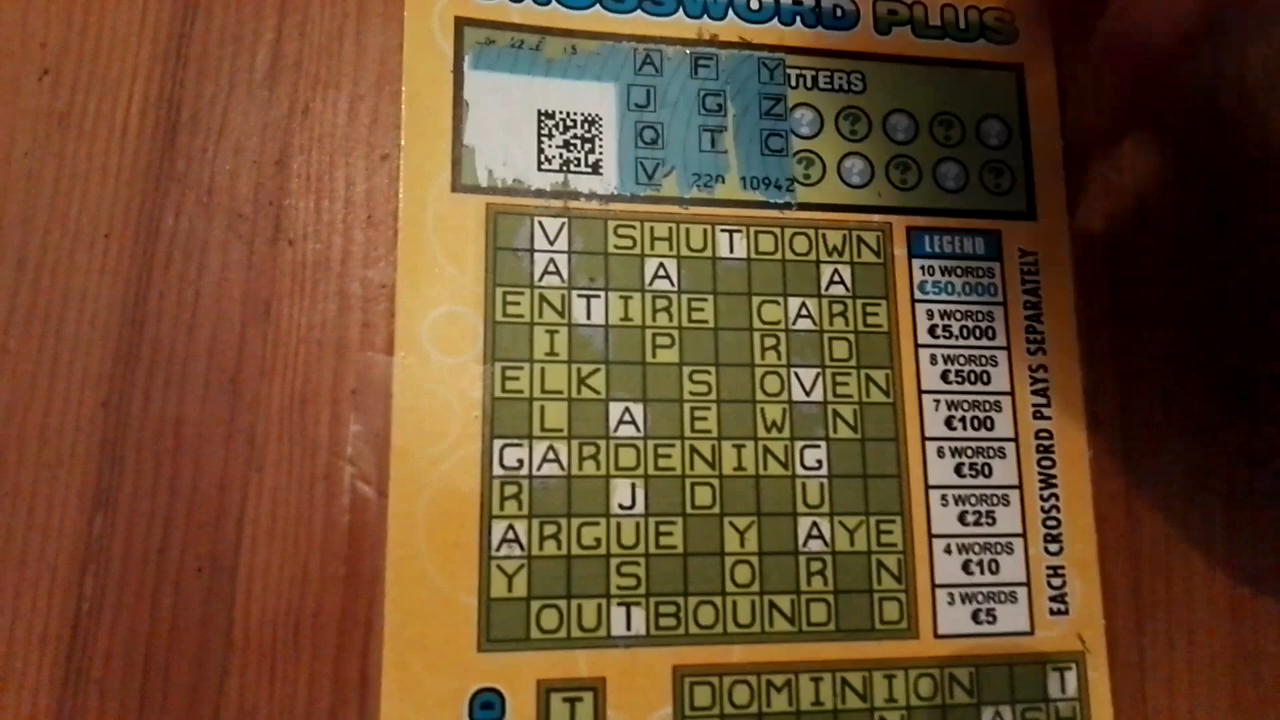 CROSSWORD PLUS
A F Y
TTERS
J G Z
Q T C
V
10942
V SHUTDOWN
A A A
ENTIRE CARE
I P R D
ELK S OVEN
L A E W N
GARDENING
R J D U
ARGUE Y AYE
Y S O R N
OUTBOUND D
LEGEND
10 WORDS
€50,000
9 WORDS
€5,000
8 WORDS
€500
7 WORDS
€100
6 WORDS
€50
5 WORDS
€25
4 WORDS
€10
3 WORDS
€5
EACH CROSSWORD PLAYS SEPARATELY
D
T DOMINION T